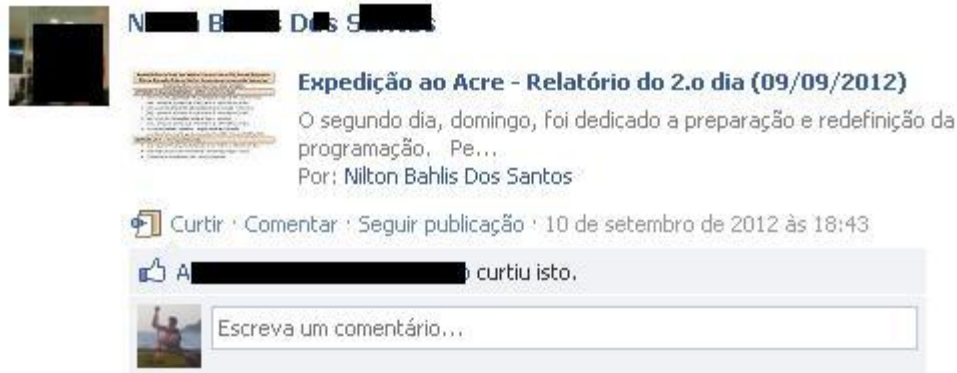 Expedição ao Acre - Relatório do 2.o dia (09/09/2012)
O segundo dia, domingo, foi dedicado a preparação e redefinição da
programação. Pe...
Por: Nilton Bahlis Dos Santos
Curtir · Comentar · Seguir publicação · 10 de setembro de 2012 às 18:43
curtiu isto.
Escreva um comentário...